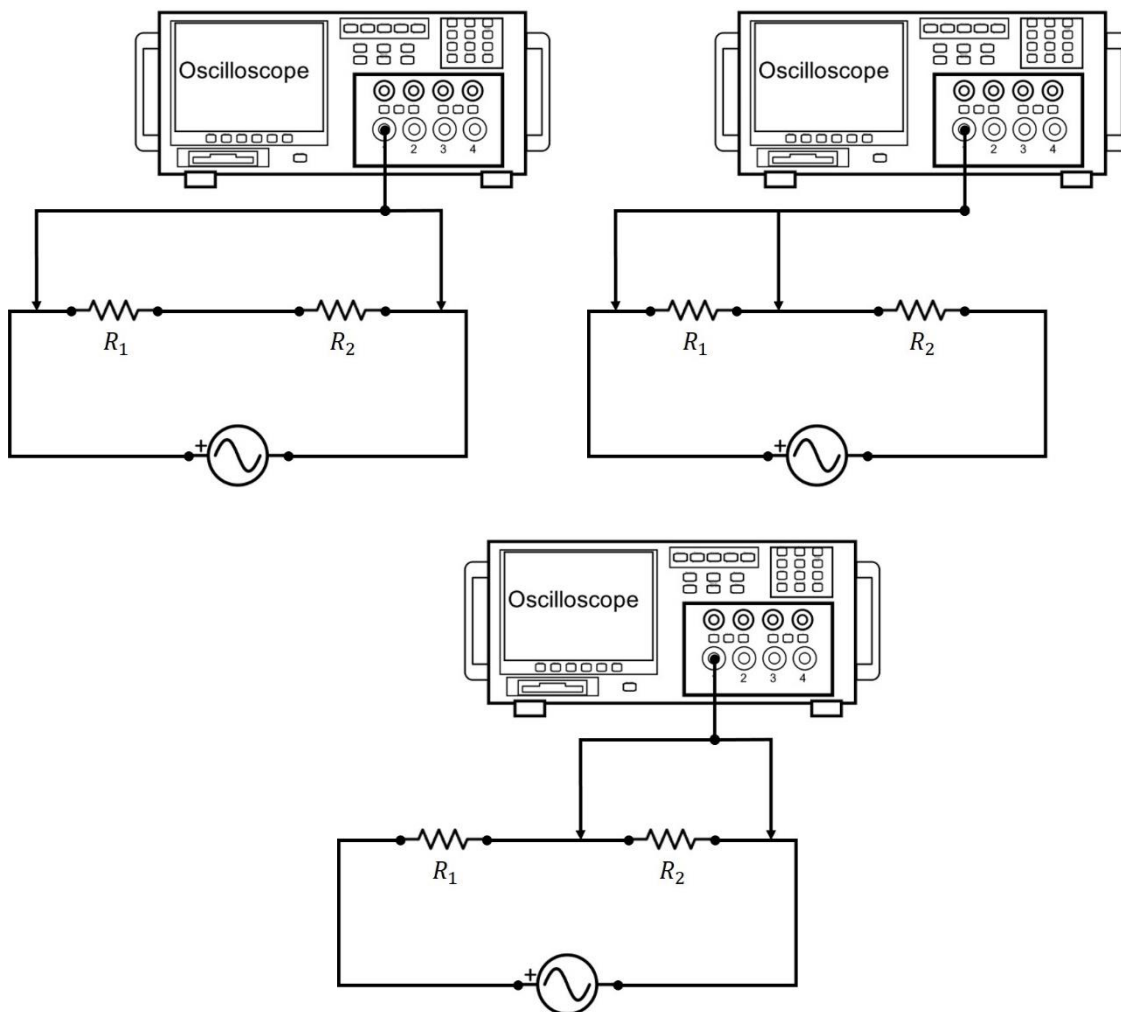 Oscilloscope
2 3 4
R₁
R₂
+
Oscilloscope
2 3 4
R₁
R₂
+
Oscilloscope
2 3 4
R₁
R₂
+